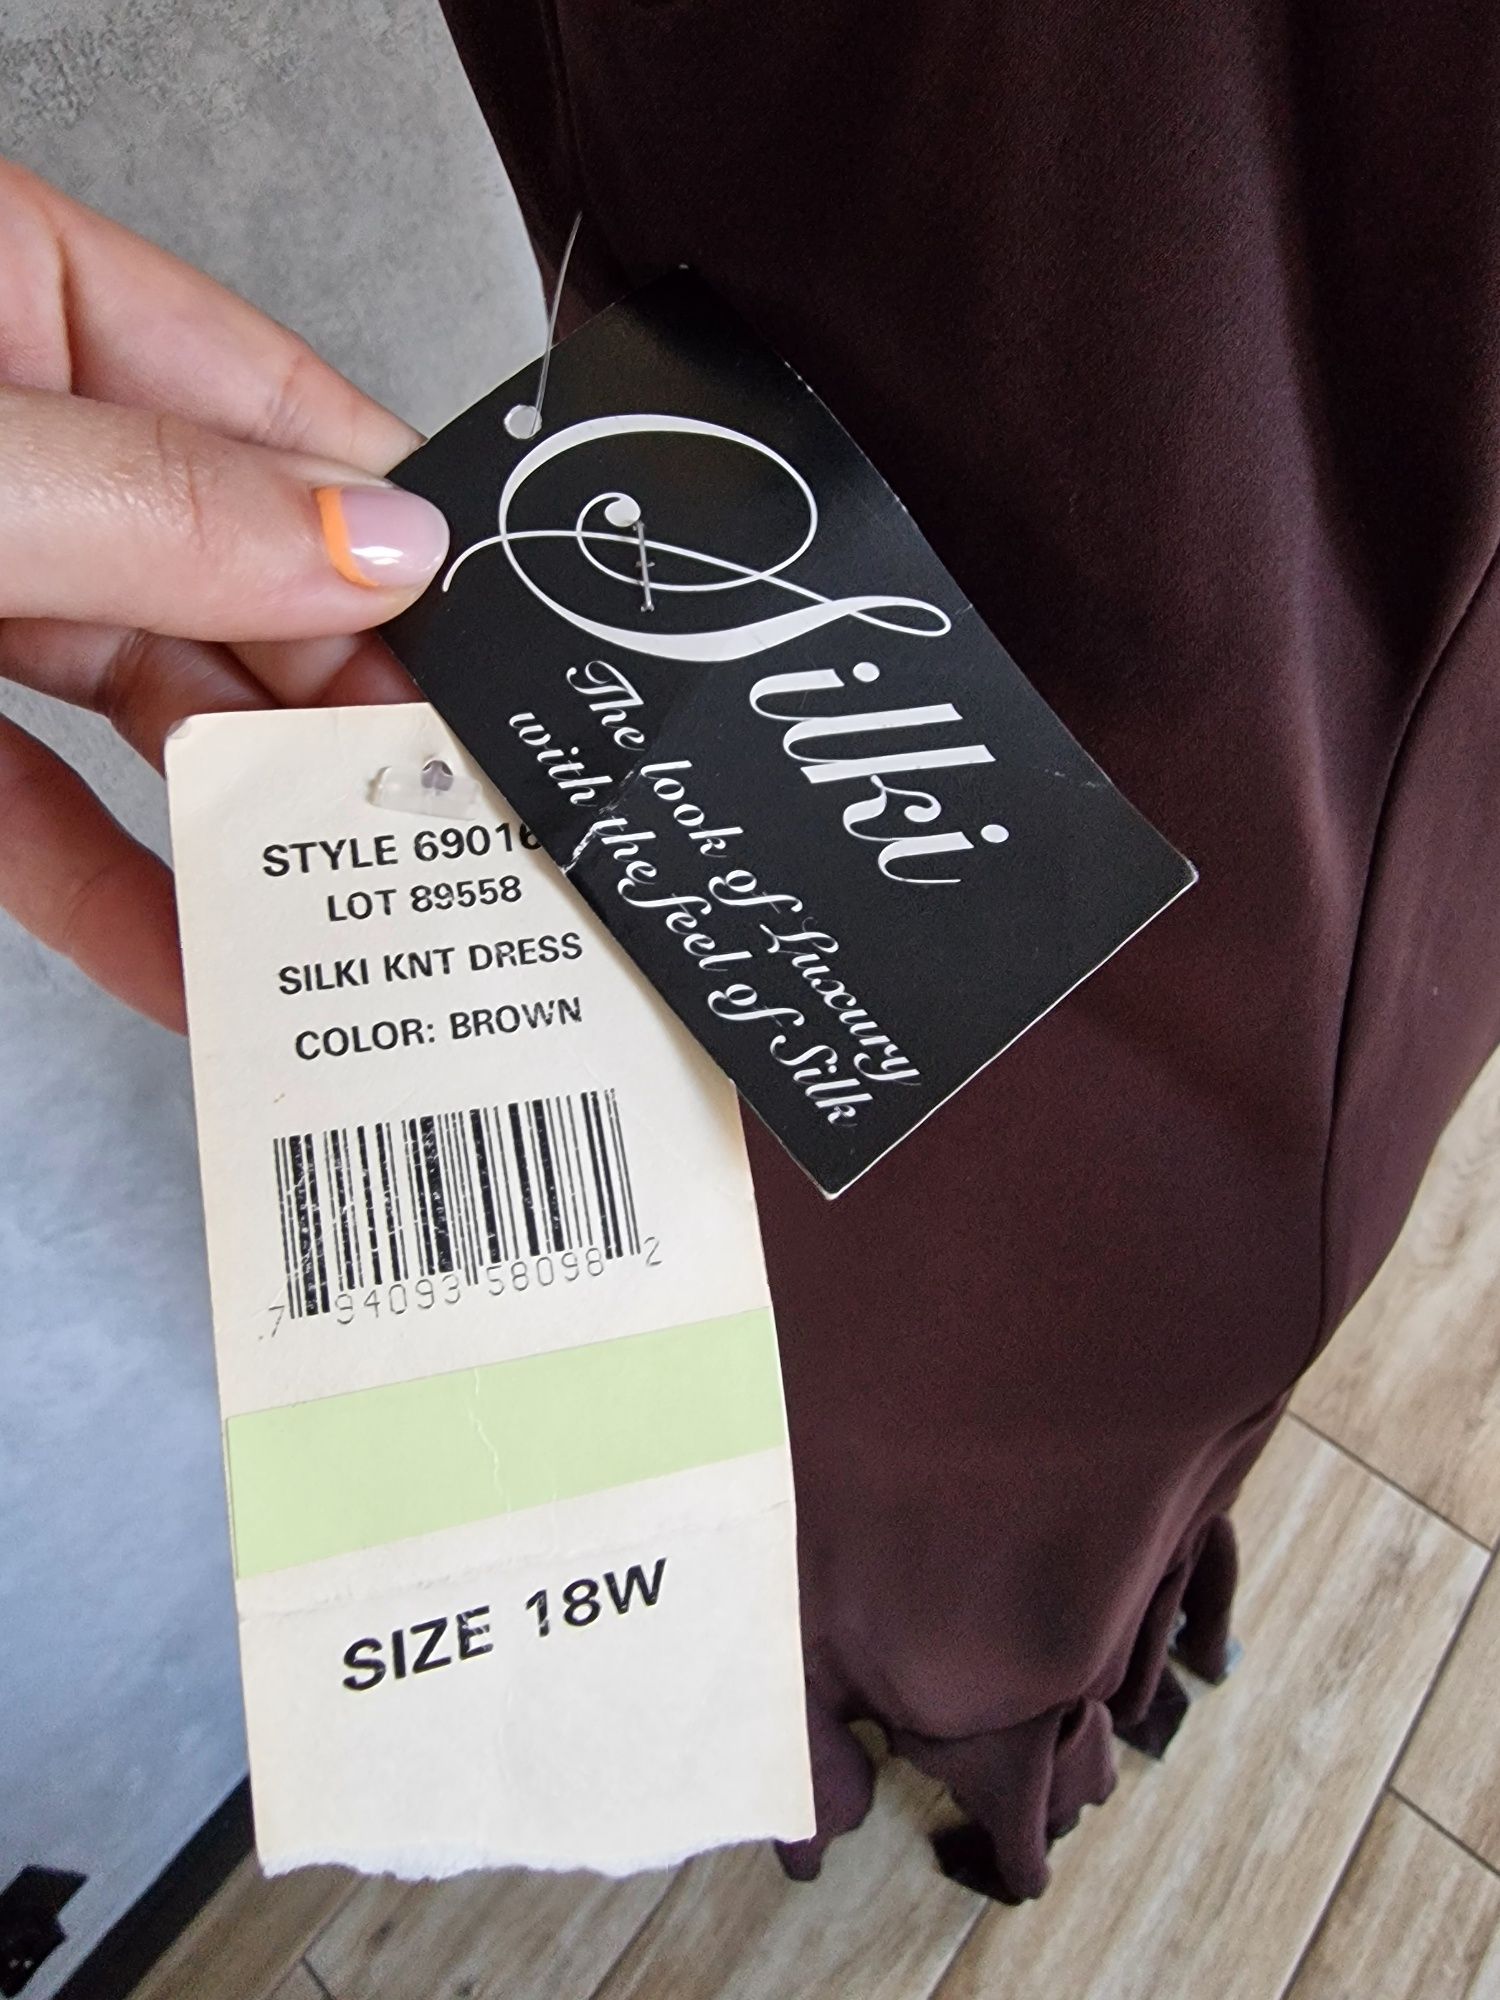 Silki
The look of Luxury
with the feel of Silk
STYLE 69016
LOT 89558
SILKI KNT DRESS
COLOR: BROWN
7 94093 58098 2
SIZE 18W